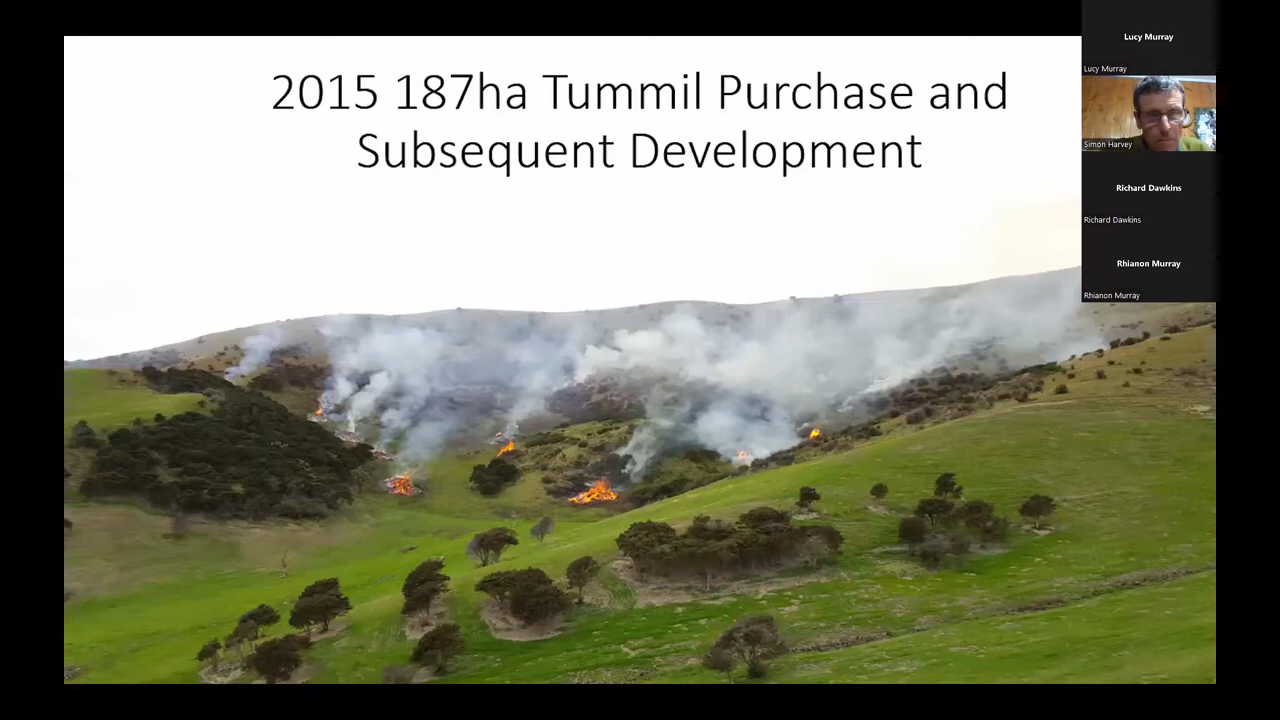 2015 187ha Tummil Purchase and
Subsequent Development
Lucy Murray
Lucy Murray
Simon Harvey
Richard Dawkins
Richard Dawkins
Rhianon Murray
Rhianon Murray